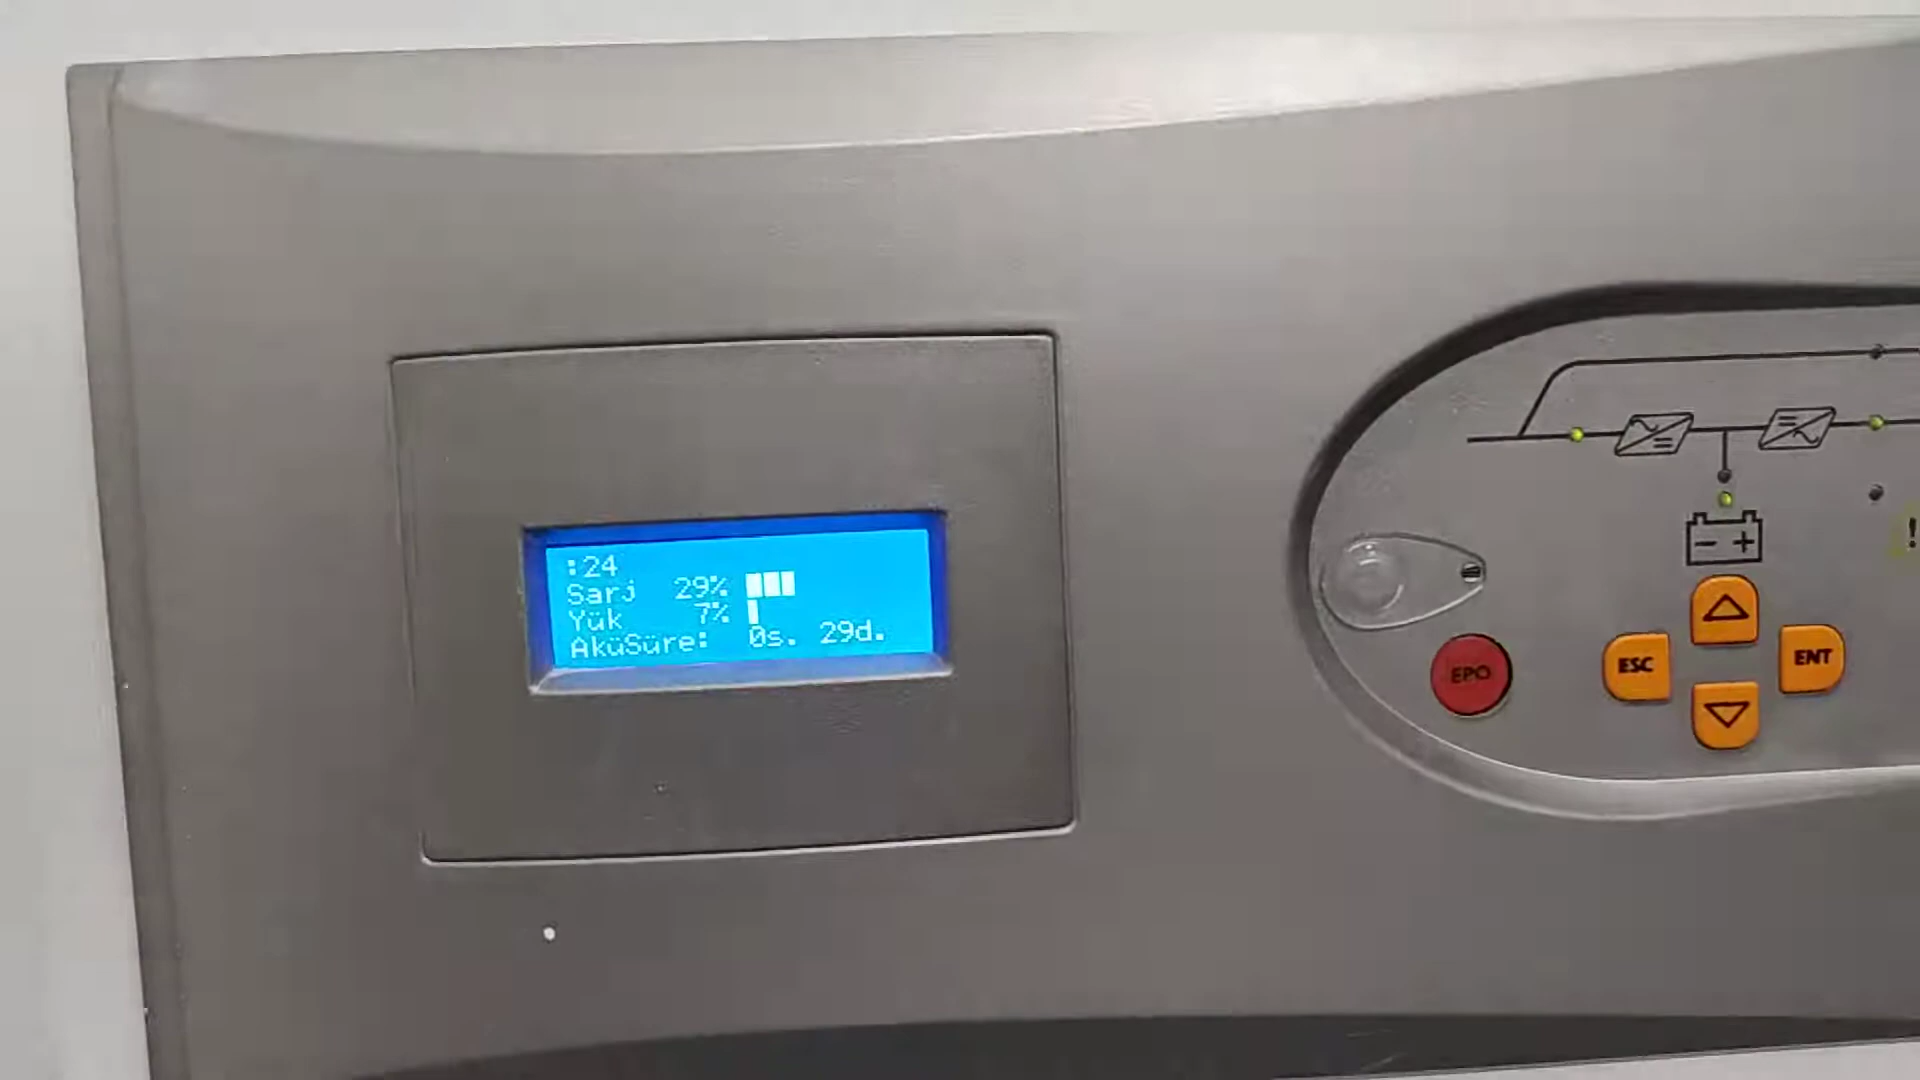 :24
Sarj 29%
Yük 7%
AküSüre: 0s. 29d.
EPO
ESC
ENT
- +
!